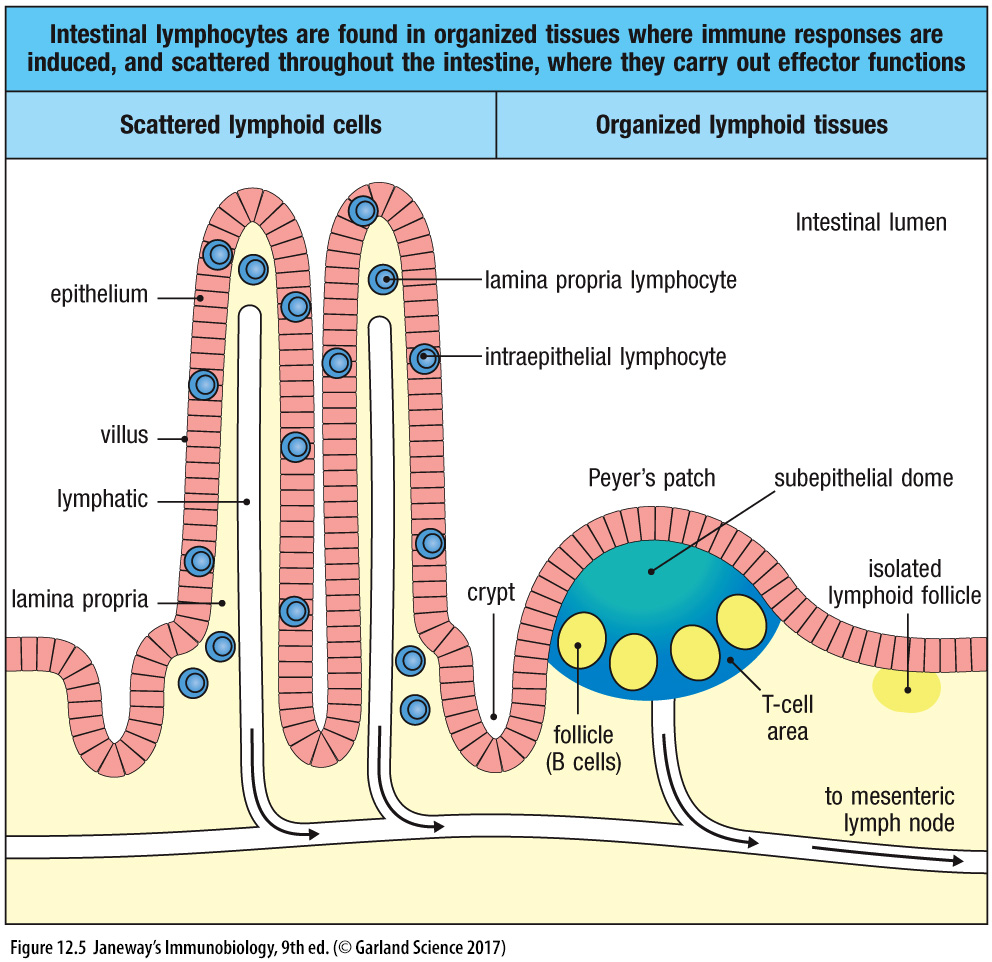 Intestinal lymphocytes are found in organized tissues where immune responses are
induced, and scattered throughout the intestine, where they carry out effector functions
Scattered lymphoid cells
Organized lymphoid tissues
Intestinal lumen
epithelium
lamina propria lymphocyte
intraepithelial lymphocyte
villus
lymphatic
Peyer’s patch
subepithelial dome
lamina propria
crypt
isolated
lymphoid follicle
follicle
(B cells)
T-cell
area
to mesenteric
lymph node
Figure 12.5 Janeway’s Immunobiology, 9th ed. (© Garland Science 2017)